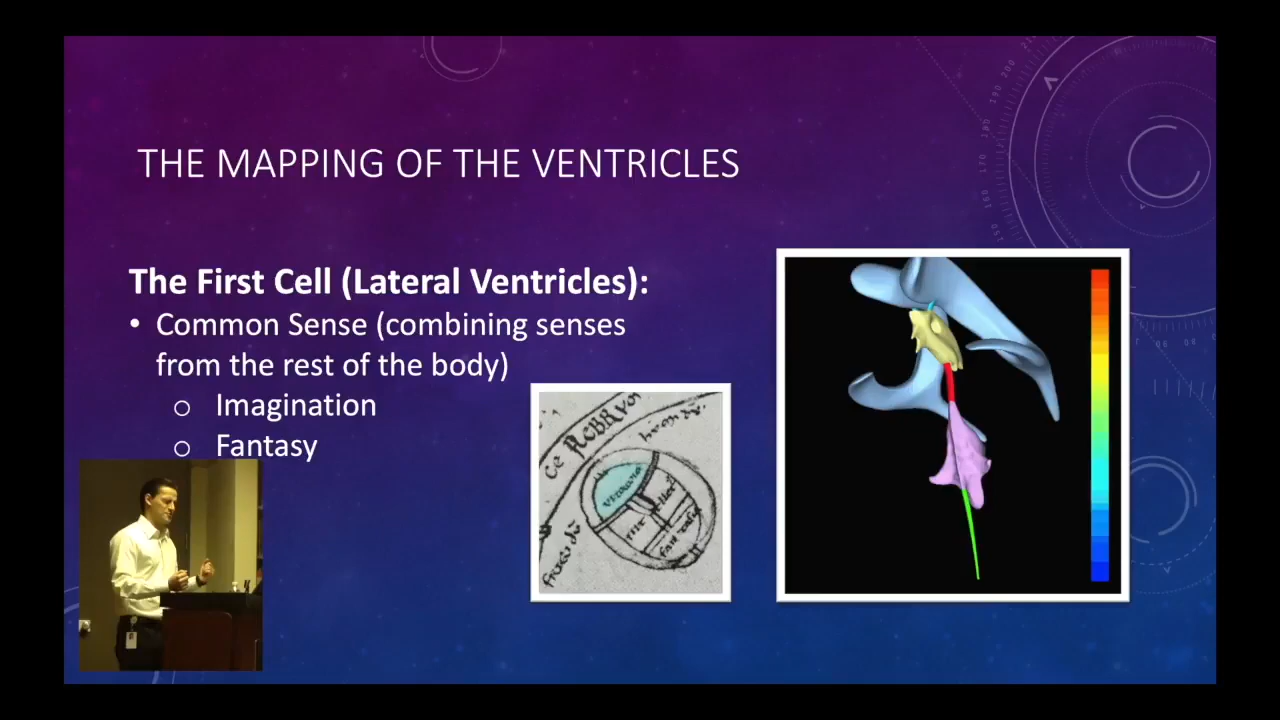 THE MAPPING OF THE VENTRICLES
The First Cell (Lateral Ventricles):
• Common Sense (combining senses
from the rest of the body)
o Imagination
o Fantasy